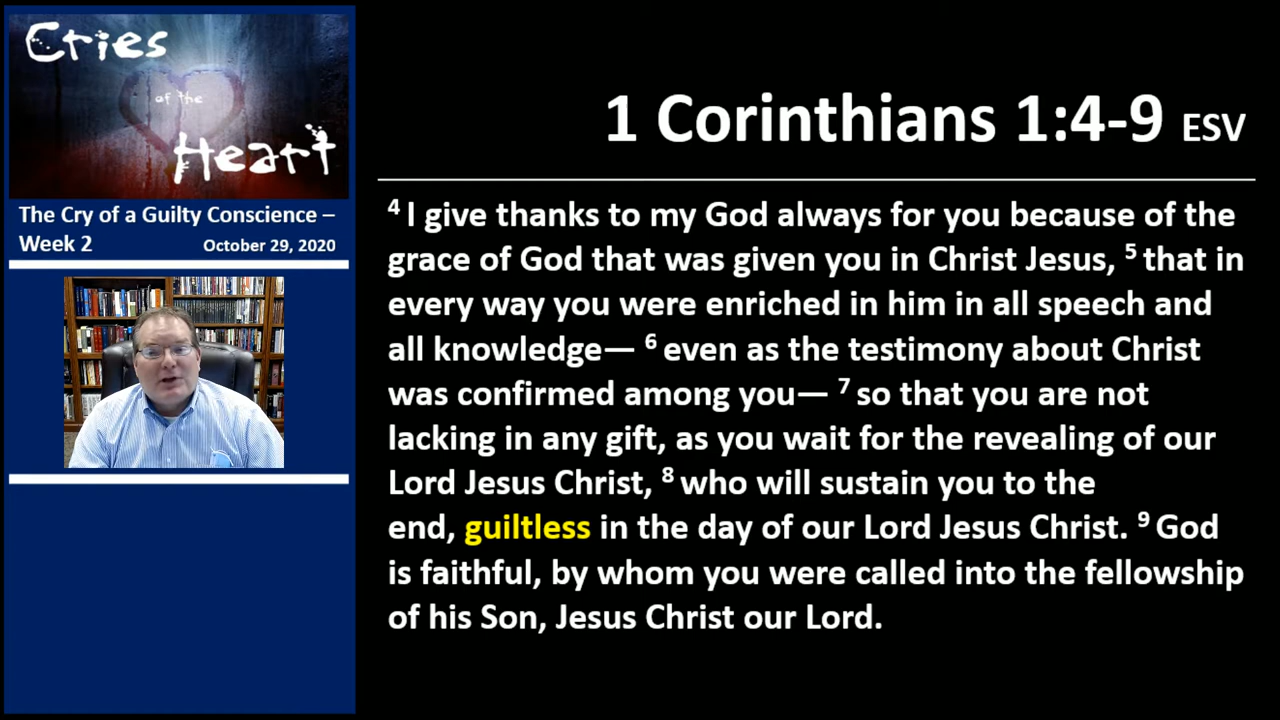 Cries
of the
Heart
The Cry of a Guilty Conscience –
Week 2 October 29, 2020
1 Corinthians 1:4-9 ESV
4 I give thanks to my God always for you because of the
grace of God that was given you in Christ Jesus, 5 that in
every way you were enriched in him in all speech and
all knowledge— 6 even as the testimony about Christ
was confirmed among you— 7 so that you are not
lacking in any gift, as you wait for the revealing of our
Lord Jesus Christ, 8 who will sustain you to the
end, guiltless in the day of our Lord Jesus Christ. 9 God
is faithful, by whom you were called into the fellowship
of his Son, Jesus Christ our Lord.